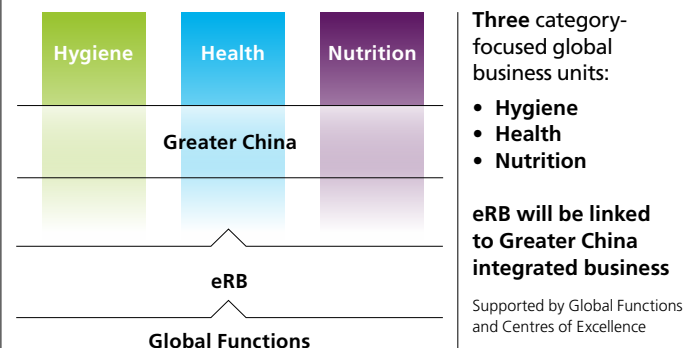 Hygiene
Health
Nutrition
Greater China
eRB
Global Functions
Three category-
focused global
business units:
• Hygiene
• Health
• Nutrition
eRB will be linked
to Greater China
integrated business
Supported by Global Functions
and Centres of Excellence